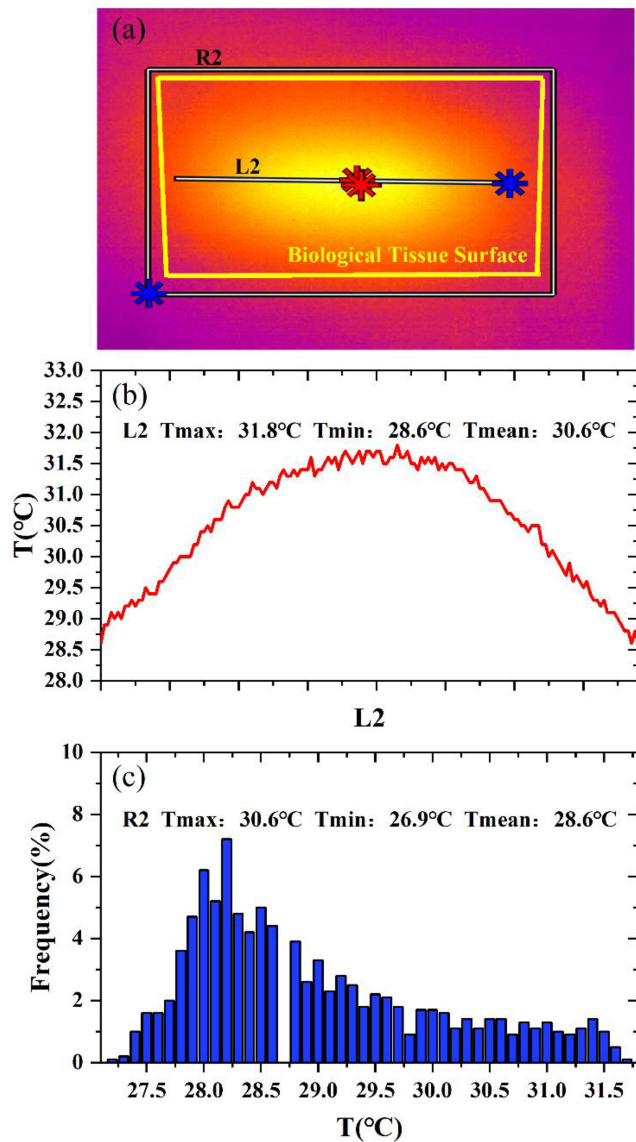 (a)
R2
L2
Biological Tissue Surface
(b)
L2 Tmax：31.8℃ Tmin：28.6℃ Tmean：30.6℃
33.0
32.5
32.0
31.5
31.0
30.5
30.0
29.5
29.0
28.5
28.0
T(℃)
L2
(c)
R2 Tmax：30.6℃ Tmin：26.9℃ Tmean：28.6℃
10
8
6
4
2
0
Frequency(%)
27.5 28.0 28.5 29.0 29.5 30.0 30.5 31.0 31.5
T(℃)